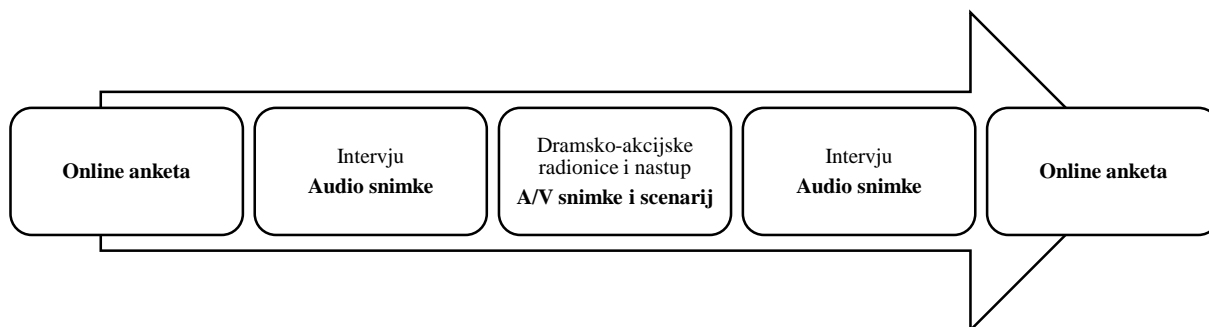 Online anketa
Intervju
Audio snimke
Dramsko-akcijske
radionice i nastup
A/V snimke i scenarij
Intervju
Audio snimke
Online anketa